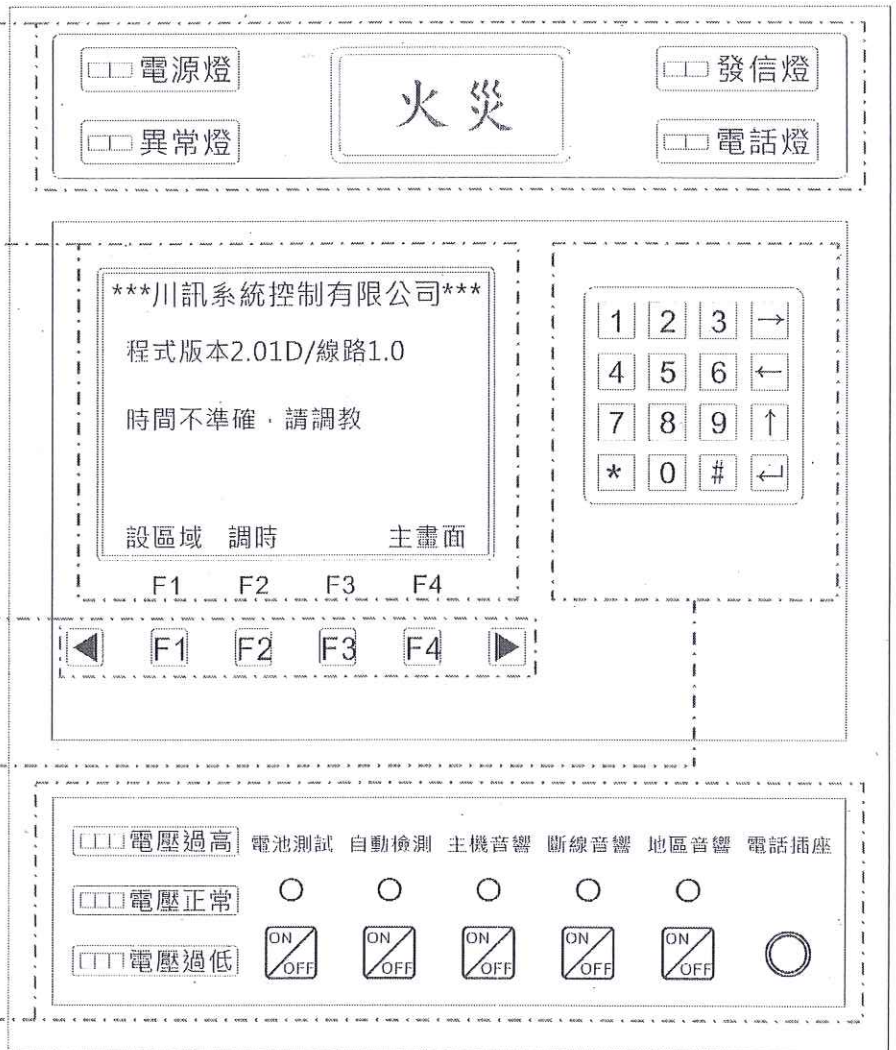 電源燈 火災 發信燈
異常燈 電話燈
***川訊系統控制有限公司***
程式版本2.01D/線路1.0
時間不準確，請調教
設區域 調時 主畫面
F1 F2 F3 F4
1 2 3 →
4 5 6 ←
7 8 9 ↑
* 0 # ↵
◀ F1 F2 F3 F4 ▶
電壓過高 電池測試 自動檢測 主機音響 斷線音響 地區音響 電話插座
電壓正常
電壓過低 ON/OFF ON/OFF ON/OFF ON/OFF ON/OFF